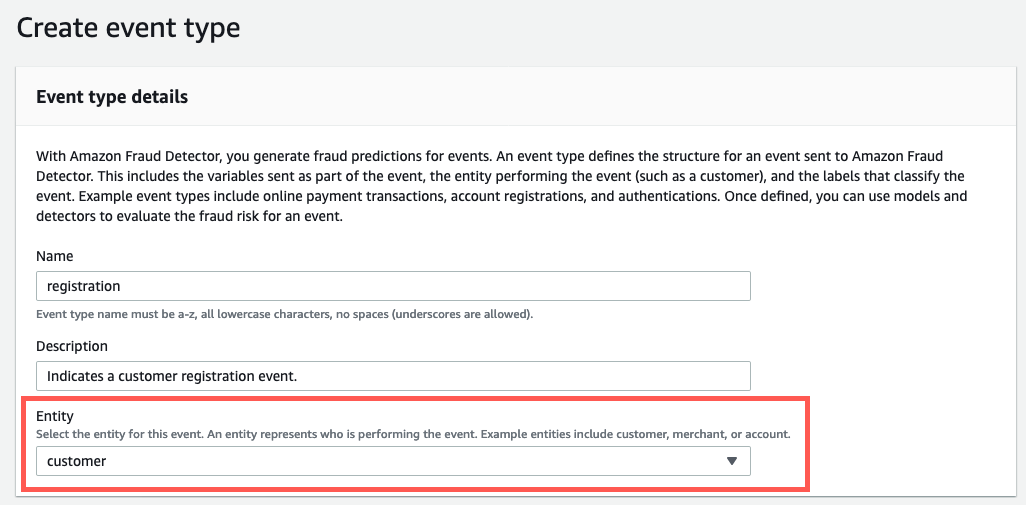 Create event type
Event type details
With Amazon Fraud Detector, you generate fraud predictions for events. An event type defines the structure for an event sent to Amazon Fraud
Detector. This includes the variables sent as part of the event, the entity performing the event (such as a customer), and the labels that classify the
event. Example event types include online payment transactions, account registrations, and authentications. Once defined, you can use models and
detectors to evaluate the fraud risk for an event.
Name
registration
Event type name must be a-z, all lowercase characters, no spaces (underscores are allowed).
Description
Indicates a customer registration event.
Entity
Select the entity for this event. An entity represents who is performing the event. Example entities include customer, merchant, or account.
customer